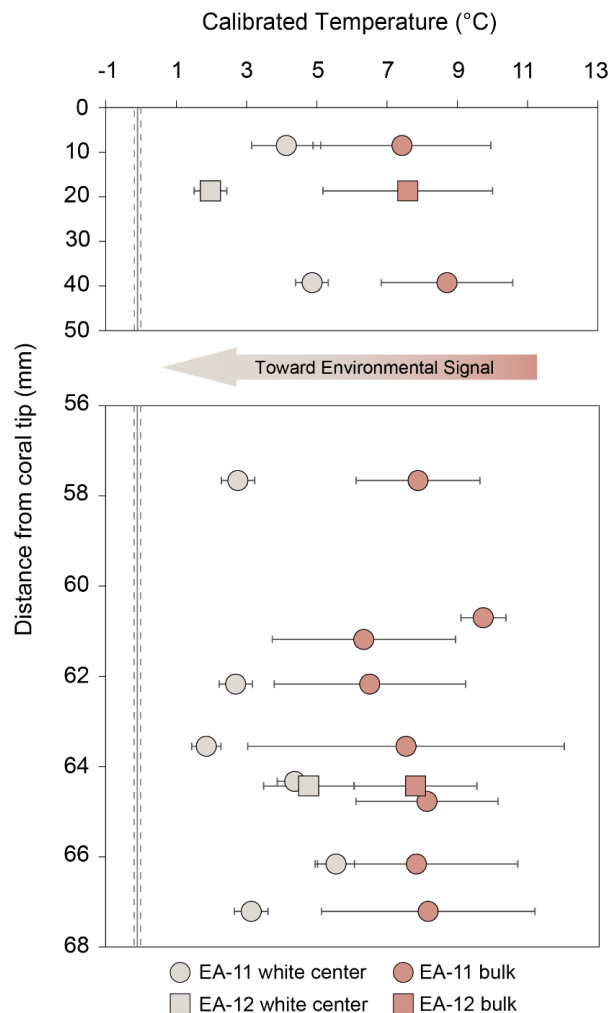 Calibrated Temperature (°C)
-1 1 3 5 7 9 11 13
0
10
20
30
40
50
Toward Environmental Signal
56
58
60
62
64
66
68
Distance from coral tip (mm)
EA-11 white center EA-11 bulk
EA-12 white center EA-12 bulk